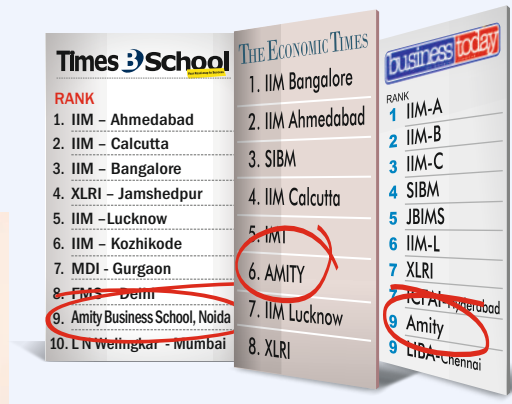 Times B School
RANK
1. IIM – Ahmedabad
2. IIM – Calcutta
3. IIM – Bangalore
4. XLRI – Jamshedpur
5. IIM –Lucknow
6. IIM – Kozhikode
7. MDI - Gurgaon
8. FMS – Delhi
9. Amity Business School, Noida
10. L N Welingkar - Mumbai
THE ECONOMIC TIMES
1. IIM Bangalore
2. IIM Ahmedabad
3. SIBM
4. IIM Calcutta
5. IMT
6. AMITY
7. IIM Lucknow
8. XLRI
business today
RANK
1 IIM-A
2 IIM-B
3 IIM-C
4 SIBM
5 JBIMS
6 IIM-L
7 XLRI
7 ICFAI-Hyderabad
9 Amity
9 LIBA-Chennai